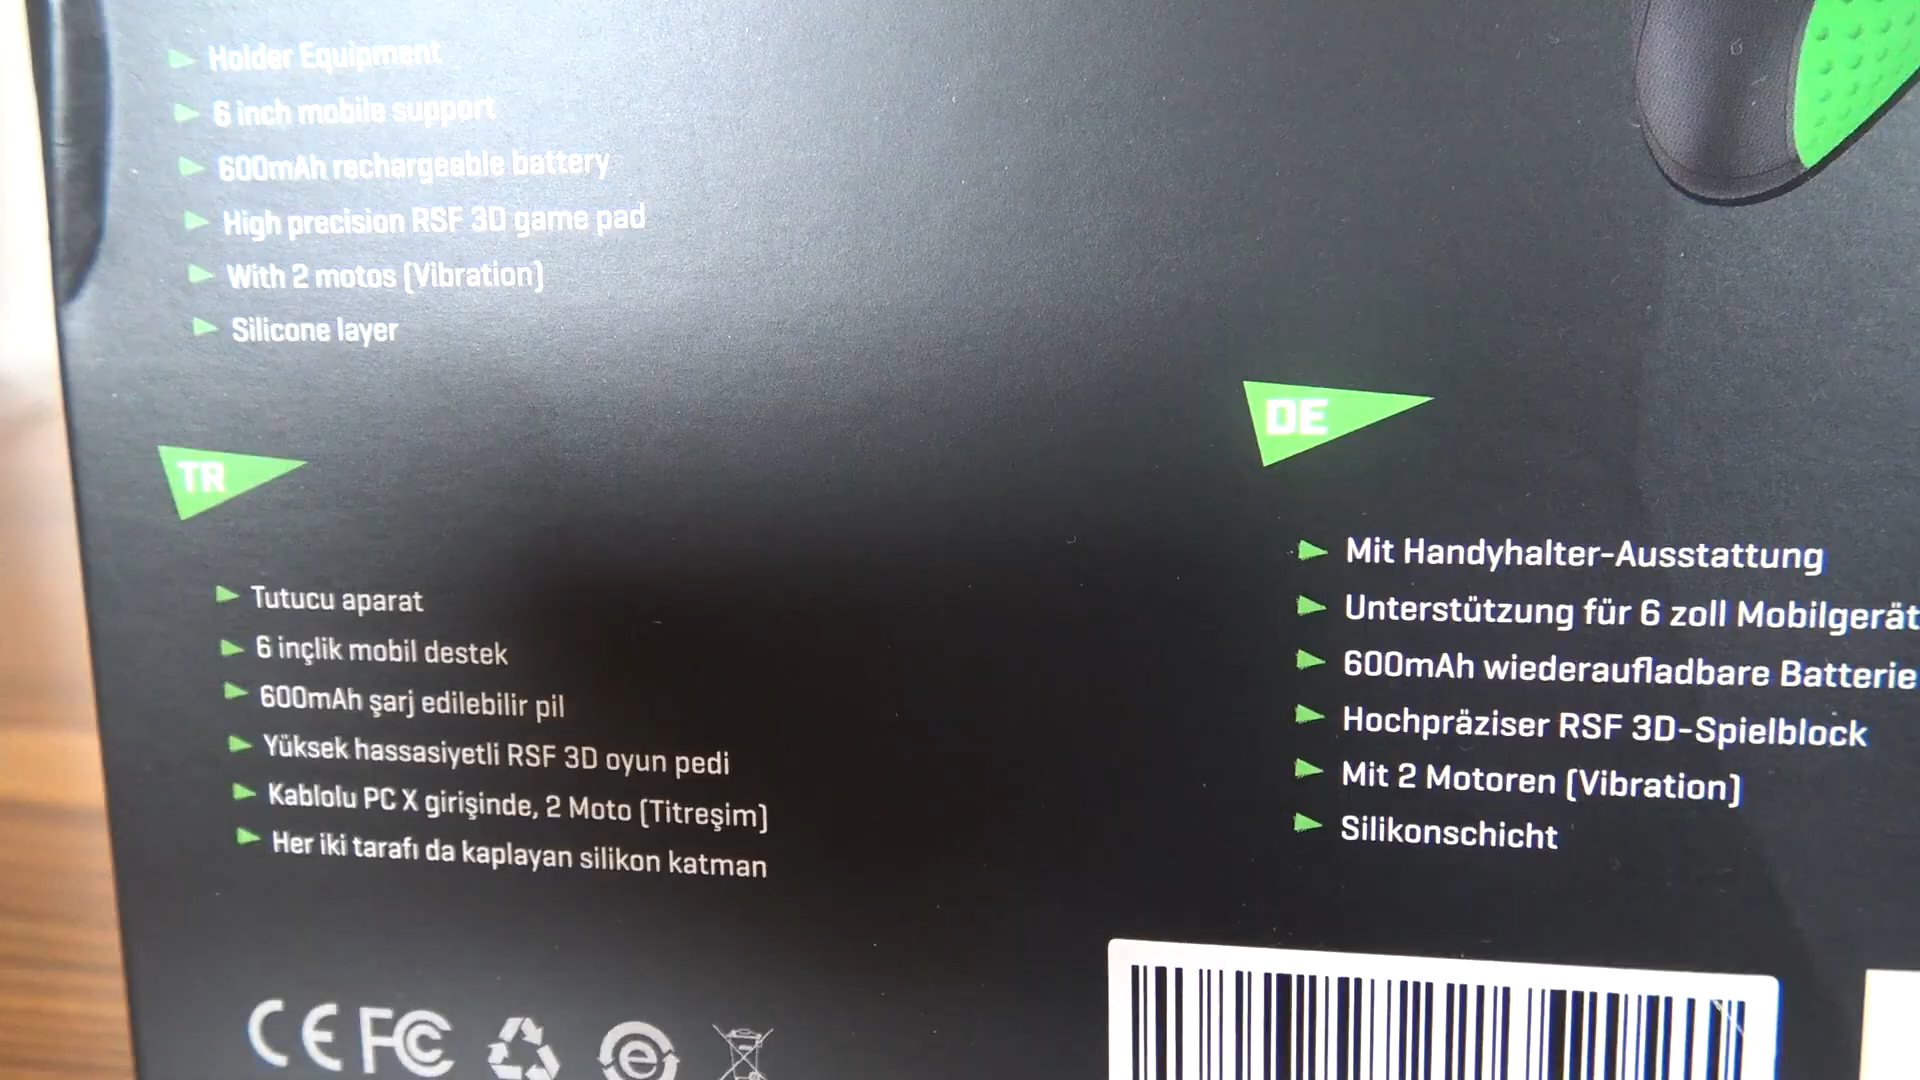 Holder Equipment
6 inch mobile support
600mAh rechargeable battery
High precision RSF 3D game pad
With 2 motos (Vibration)
Silicone layer
TR
Tutucu aparat
6 inçlik mobil destek
600mAh şarj edilebilir pil
Yüksek hassasiyetli RSF 3D oyun pedi
Kablolu PC X girişinde, 2 Moto (Titreşim)
Her iki tarafı da kaplayan silikon katman
DE
Mit Handyhalter-Ausstattung
Unterstützung für 6 zoll Mobilgerät
600mAh wiederaufladbare Batterie
Hochpräziser RSF 3D-Spielblock
Mit 2 Motoren (Vibration)
Silikonschicht
CE FC